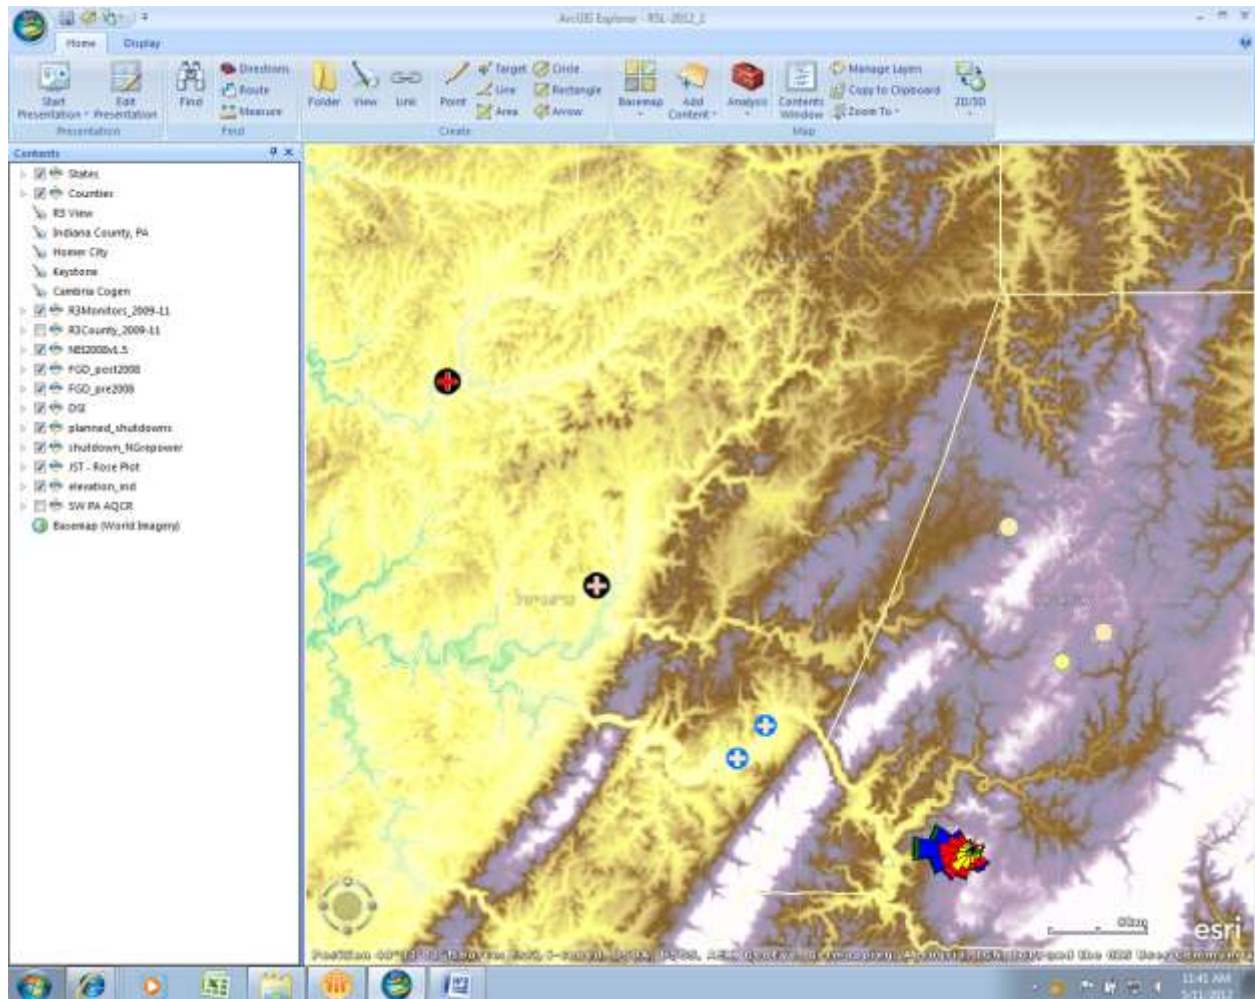 ArcGIS Explorer - RSL-2012_2
Home Display
Start Presentation
Edit Presentation
Find
Directions
Route
Measure
Folder
View
Link
Point
Target
Line
Area
Circle
Rectangle
Arrow
Basemap
Add Content
Analysis
Contents Window
Manage Layers
Copy to Clipboard
Zoom To
2D/3D
Presentation
Find
Create
Map
Contents
States
Counties
R3 View
Indiana County, PA
Homer City
Keystone
Cambria Cogen
R3Monitors_2009-11
R3County_2009-11
NEI2008v1.5
FGD_post2008
FGD_pre2008
DSI
planned_shutdowns
shutdown_NGrepower
JST - Rose Plot
elevation_ind
SW PA AQCR
Basemap (World Imagery)
esri
11:41 AM